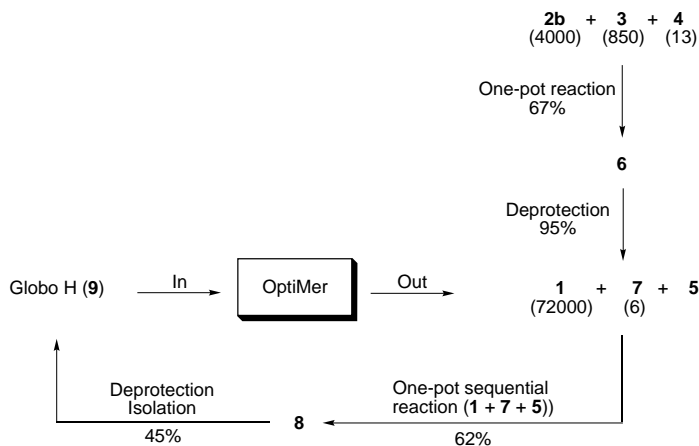 2b + 3 + 4
(4000) (850) (13)
One-pot reaction
67%
6
Deprotection
95%
Globo H (9)
In
OptiMer
Out
1 + 7 + 5
(72000) (6)
Deprotection
Isolation
45%
8
One-pot sequential
reaction (1 + 7 + 5))
62%